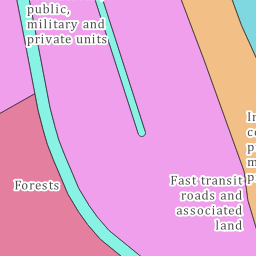 public,
military and
private units
Forests
Fast transit
roads and
associated
land